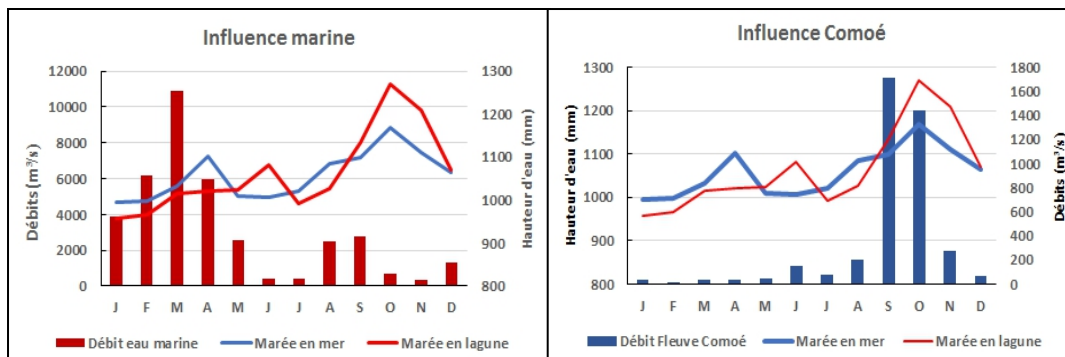 Influence marine
Débits (m³/s)
12000
10000
8000
6000
4000
2000
0
1300
1200
1100
1000
900
800
Hauteur d'eau (mm)
J F M A M J J A S O N D
Débit eau marine Marée en mer Marée en lagune
Influence Comoé
Hauteur d'eau (mm)
1300
1200
1100
1000
900
800
1800
1600
1400
1200
1000
800
600
400
200
0
Débits (m³/s)
J F M A M J J A S O N D
Débit Fleuve Comoé Marée en mer Marée en lagune